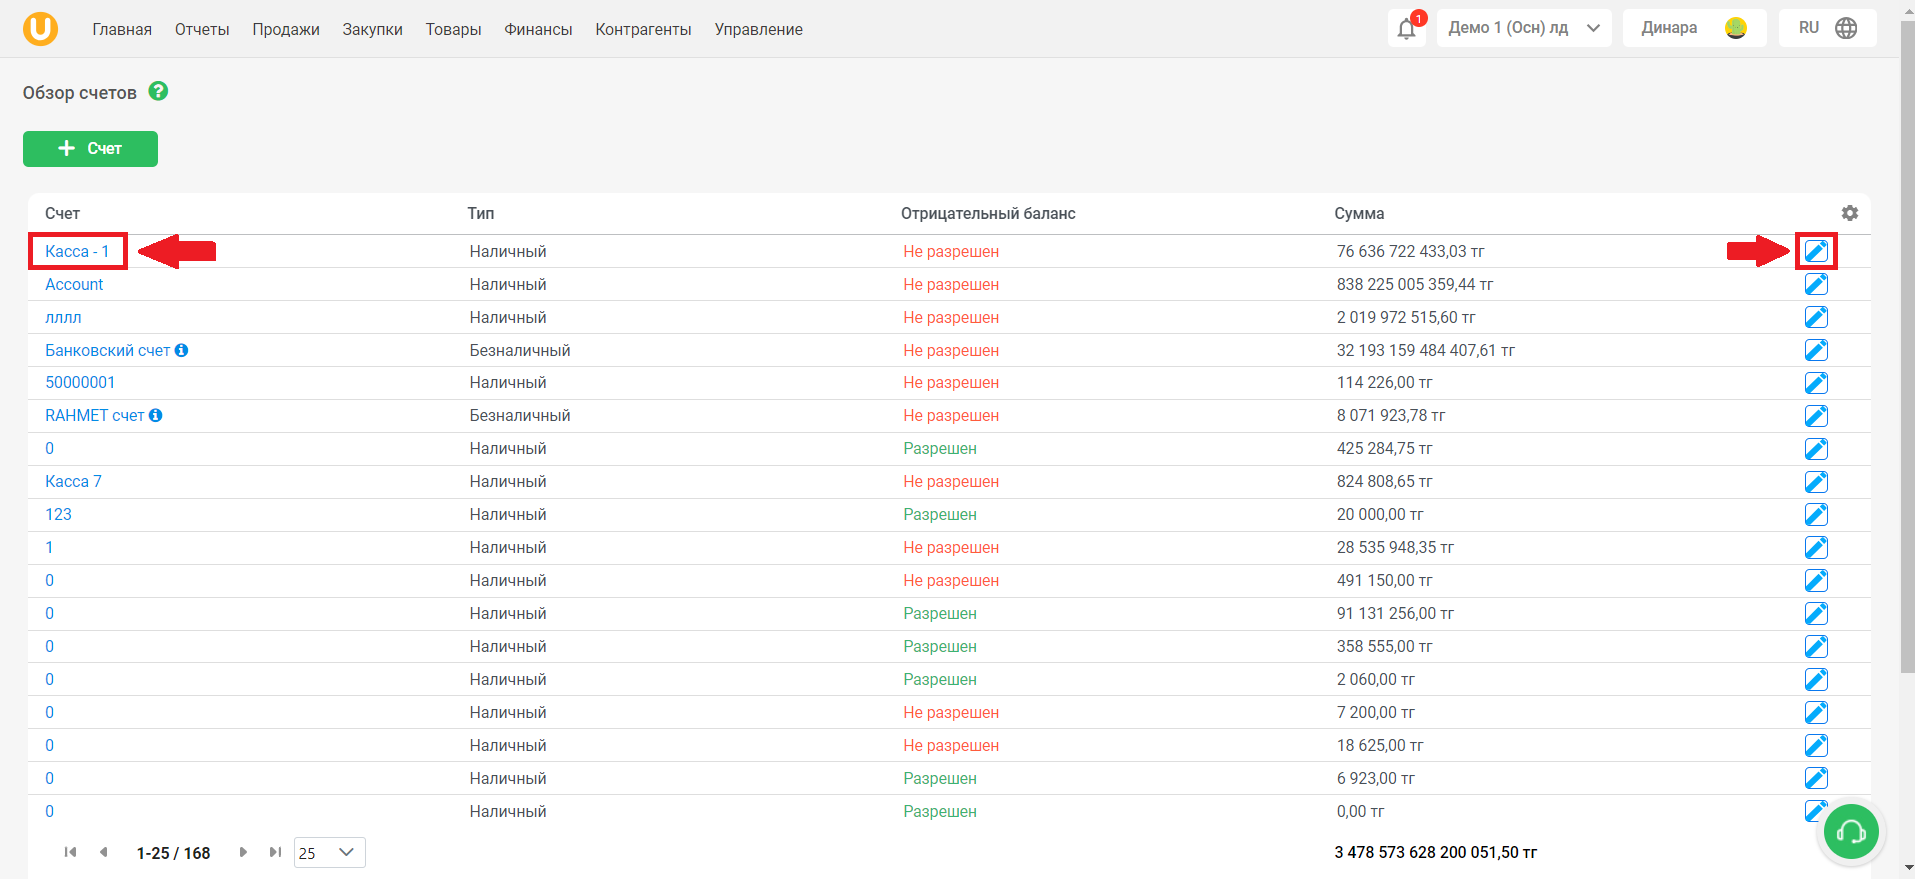 Главная Отчеты Продажи Закупки Товары Финансы Контрагенты Управление 1 Демо 1 (Осн) лд Динара RU
Обзор счетов ?
+ Счет
Счет Тип Отрицательный баланс Сумма
Касса - 1 Наличный Не разрешен 76 636 722 433,03 тг
Account Наличный Не разрешен 838 225 005 359,44 тг
лллл Наличный Не разрешен 2 019 972 515,60 тг
Банковский счет Безналичный Не разрешен 32 193 159 484 407,61 тг
50000001 Наличный Не разрешен 114 226,00 тг
RAHMET счет Безналичный Не разрешен 8 071 923,78 тг
0 Наличный Разрешен 425 284,75 тг
Касса 7 Наличный Не разрешен 824 808,65 тг
123 Наличный Разрешен 20 000,00 тг
1 Наличный Не разрешен 28 535 948,35 тг
0 Наличный Не разрешен 491 150,00 тг
0 Наличный Разрешен 91 131 256,00 тг
0 Наличный Разрешен 358 555,00 тг
0 Наличный Разрешен 2 060,00 тг
0 Наличный Не разрешен 7 200,00 тг
0 Наличный Не разрешен 18 625,00 тг
0 Наличный Разрешен 6 923,00 тг
0 Наличный Разрешен 0,00 тг
1-25 / 168 25 3 478 573 628 200 051,50 тг